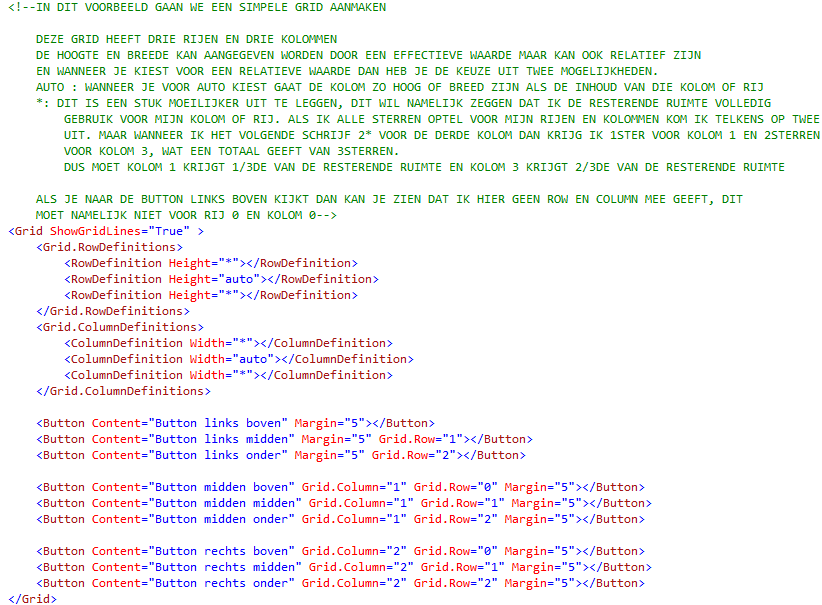 <!--IN DIT VOORBEELD GAAN WE EEN SIMPELE GRID AANMAKEN
DEZE GRID HEEFT DRIE RIJEN EN DRIE KOLOMMEN
DE HOOGTE EN BREEDE KAN AANGEGEVEN WORDEN DOOR EEN EFFECTIEVE WAARDE MAAR KAN OOK RELATIEF ZIJN
EN WANNEER JE KIEST VOOR EEN RELATIEVE WAARDE DAN HEB JE DE KEUZE UIT TWEE MOGELIJKHEDEN.
AUTO : WANNEER JE VOOR AUTO KIEST GAAT DE KOLOM ZO HOOG OF BREED ZIJN ALS DE INHOUD VAN DIE KOLOM OF RIJ
*: DIT IS EEN STUK MOEILIJKER UIT TE LEGGEN, DIT WIL NAMELIJK ZEGGEN DAT IK DE RESTERENDE RUIMTE VOLLEDIG
GEBRUIK VOOR MIJN KOLOM OF RIJ. ALS IK ALLE STERREN OPTEL VOOR MIJN RIJEN EN KOLOMMEN KOM IK TELKENS OP TWEE
UIT. MAAR WANNEER IK HET VOLGENDE SCHRIJF 2* VOOR DE DERDE KOLOM DAN KRIJG IK 1STER VOOR KOLOM 1 EN 2STERREN
VOOR KOLOM 3, WAT EEN TOTAAL GEEFT VAN 3STERREN.
DUS MOET KOLOM 1 KRIJGT 1/3DE VAN DE RESTERENDE RUIMTE EN KOLOM 3 KRIJGT 2/3DE VAN DE RESTERENDE RUIMTE
ALS JE NAAR DE BUTTON LINKS BOVEN KIJKT DAN KAN JE ZIEN DAT IK HIER GEEN ROW EN COLUMN MEE GEEFT, DIT
MOET NAMELIJK NIET VOOR RIJ 0 EN KOLOM 0-->
<Grid ShowGridLines="True" >
<Grid.RowDefinitions>
<RowDefinition Height="*"></RowDefinition>
<RowDefinition Height="auto"></RowDefinition>
<RowDefinition Height="*"></RowDefinition>
</Grid.RowDefinitions>
<Grid.ColumnDefinitions>
<ColumnDefinition Width="*"></ColumnDefinition>
<ColumnDefinition Width="auto"></ColumnDefinition>
<ColumnDefinition Width="*"></ColumnDefinition>
</Grid.ColumnDefinitions>
<Button Content="Button links boven" Margin="5"></Button>
<Button Content="Button links midden" Margin="5" Grid.Row="1"></Button>
<Button Content="Button links onder" Margin="5" Grid.Row="2"></Button>
<Button Content="Button midden boven" Grid.Column="1" Grid.Row="0" Margin="5"></Button>
<Button Content="Button midden midden" Grid.Column="1" Grid.Row="1" Margin="5"></Button>
<Button Content="Button midden onder" Grid.Column="1" Grid.Row="2" Margin="5"></Button>
<Button Content="Button rechts boven" Grid.Column="2" Grid.Row="0" Margin="5"></Button>
<Button Content="Button rechts midden" Grid.Column="2" Grid.Row="1" Margin="5"></Button>
<Button Content="Button rechts onder" Grid.Column="2" Grid.Row="2" Margin="5"></Button>
</Grid>